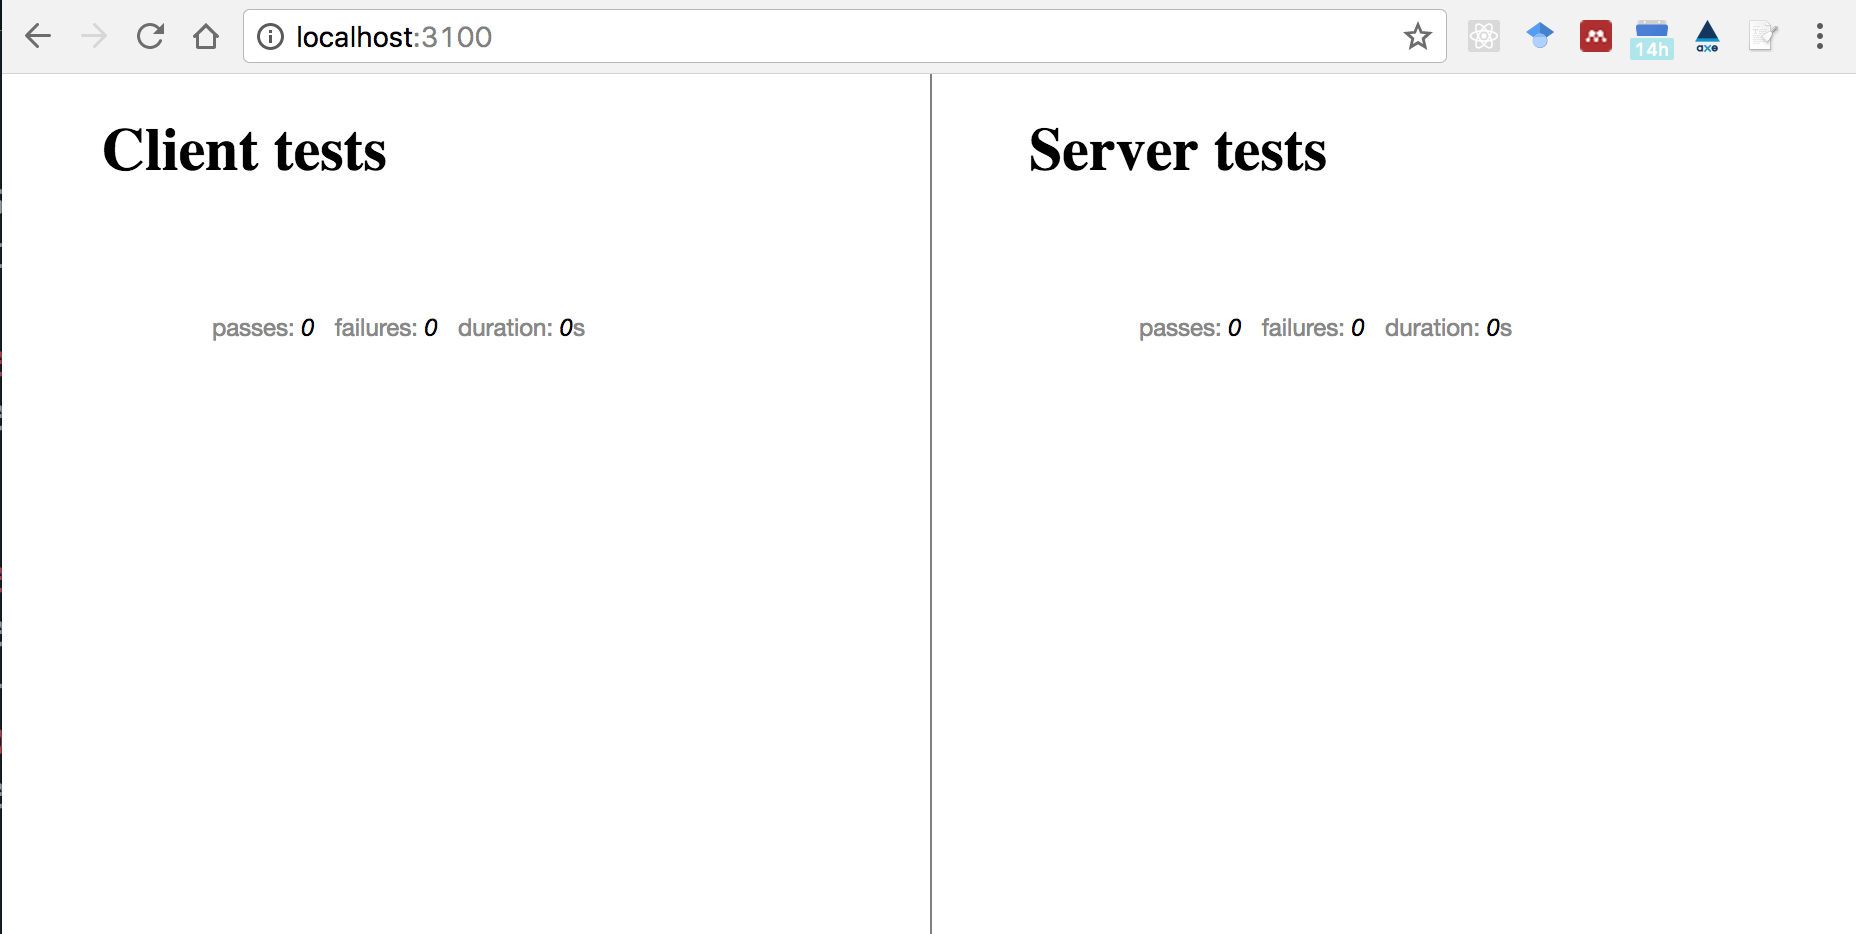 localhost:3100
14h
axe
Client tests
passes: 0 failures: 0 duration: 0s
Server tests
passes: 0 failures: 0 duration: 0s